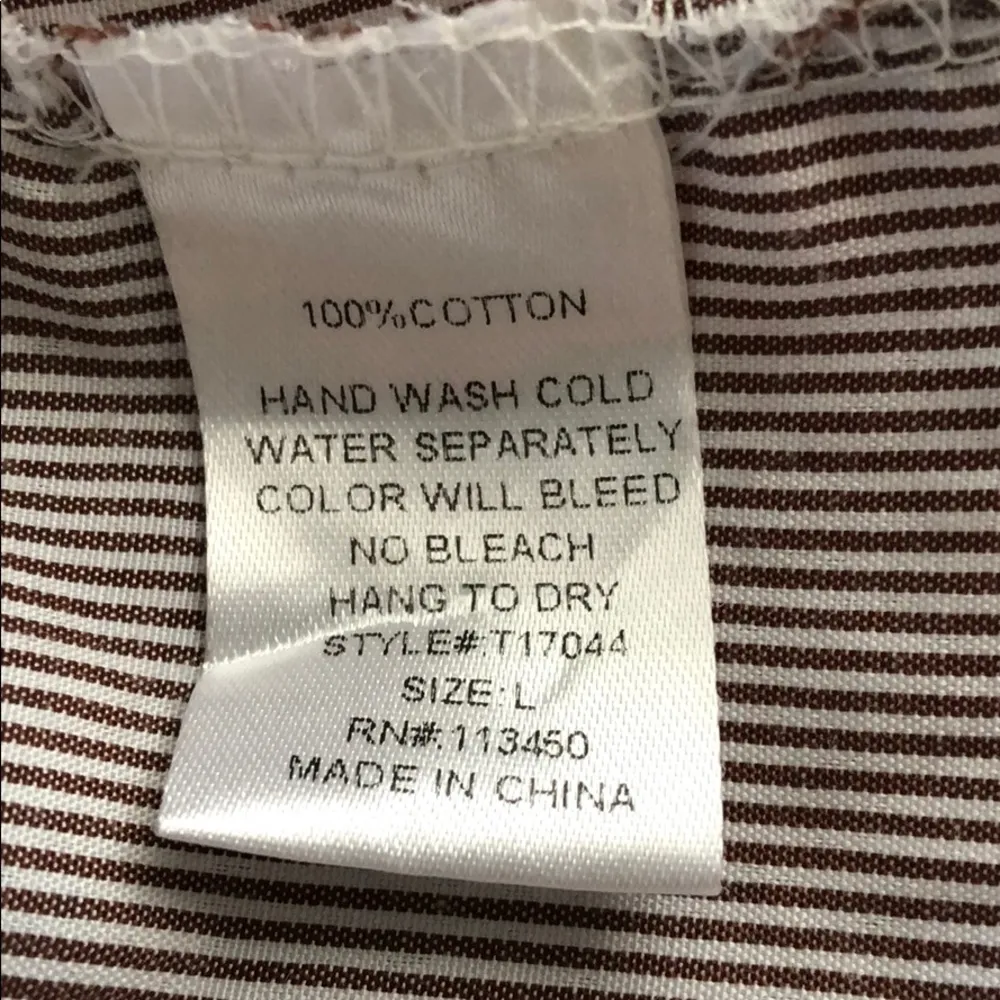 100%COTTON
HAND WASH COLD
WATER SEPARATELY
COLOR WILL BLEED
NO BLEACH
HANG TO DRY
STYLE#:T17044
SIZE:L
RN#:113450
MADE IN CHINA